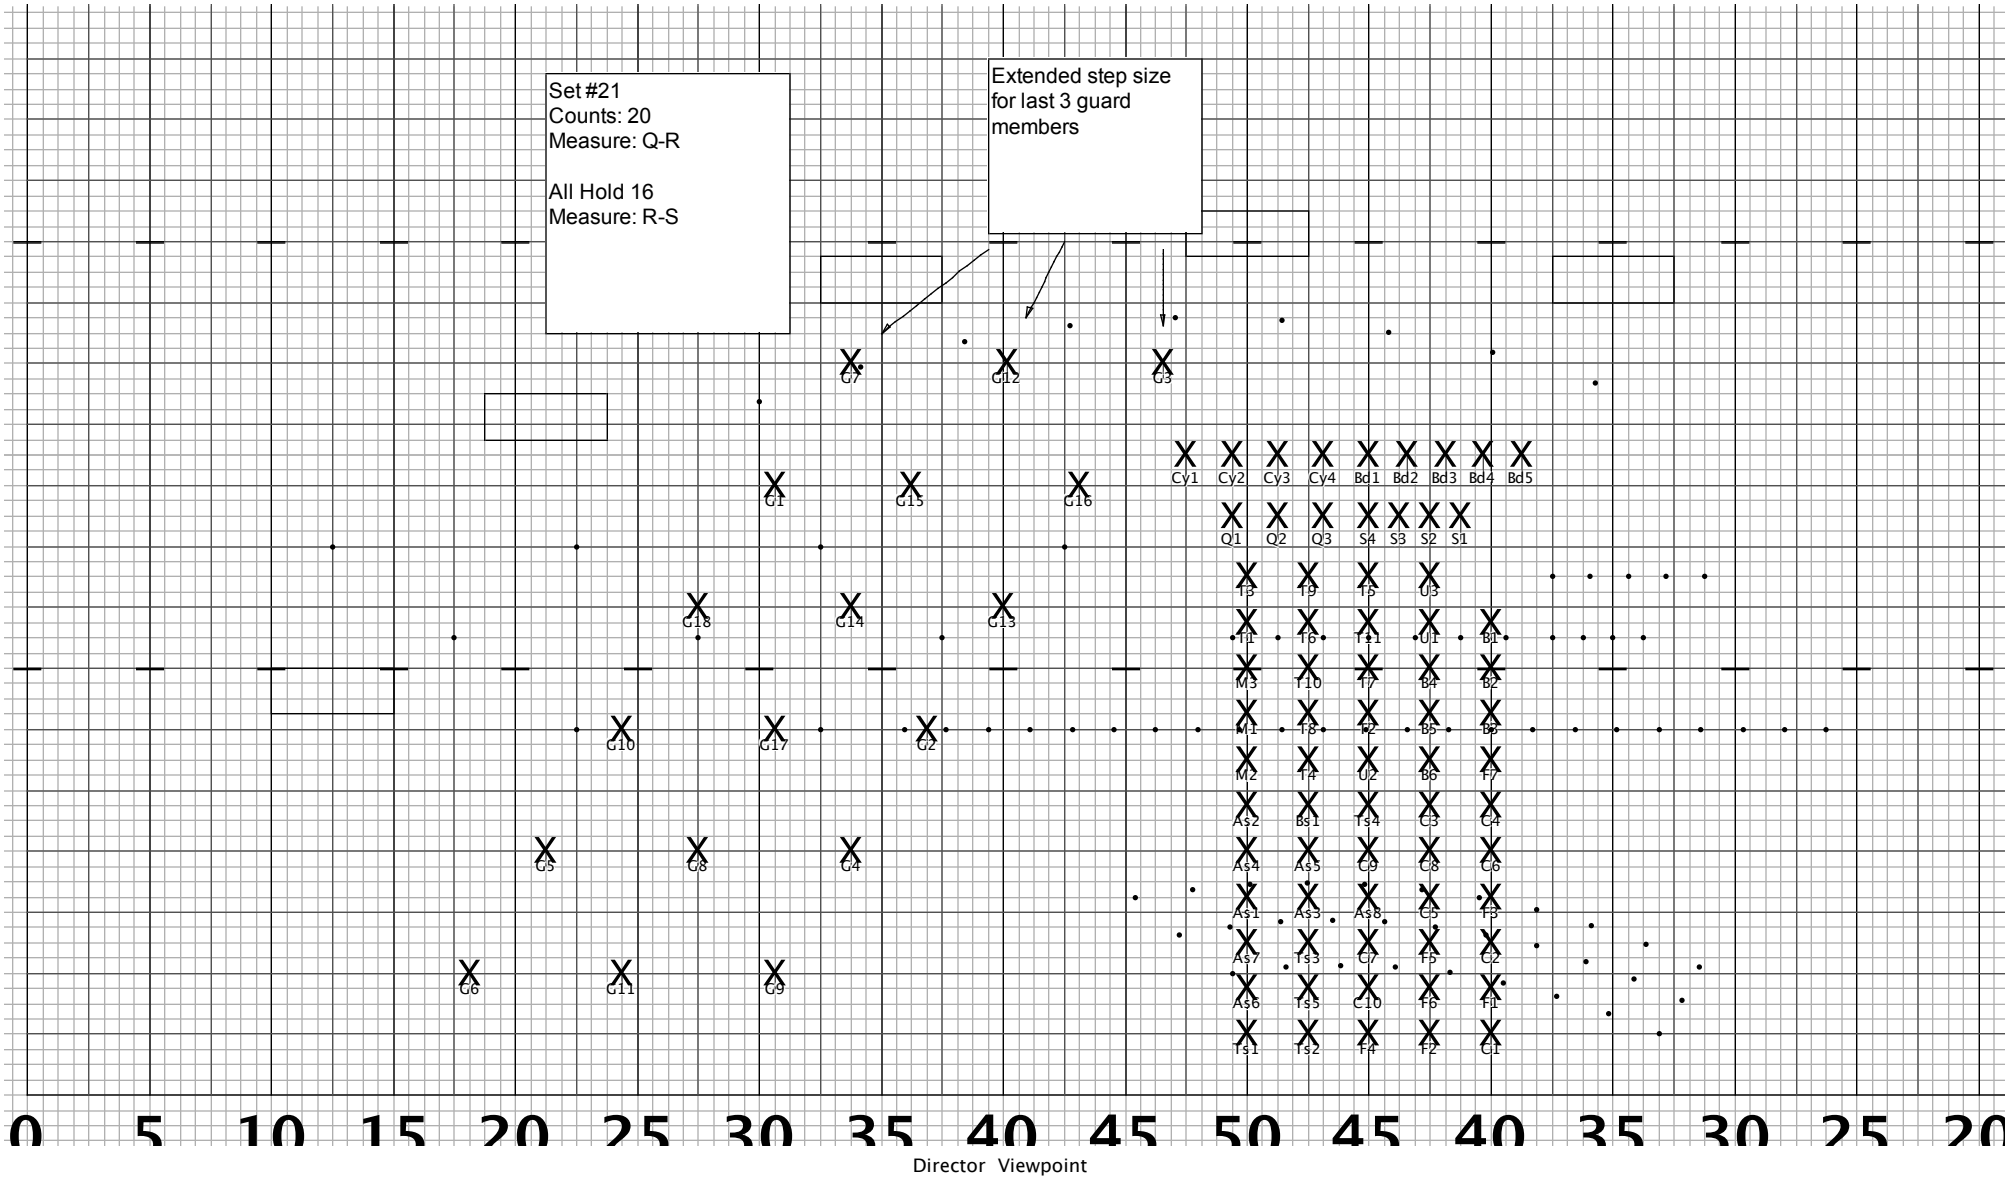 Set #21
Counts: 20
Measure: Q-R
All Hold 16
Measure: R-S
Extended step size
for last 3 guard
members
G7 G12 G3
Cy1 Cy2 Cy3 Cy4 Bd1 Bd2 Bd3 Bd4 Bd5
G1 G15 G16
Q1 Q2 Q3 S4 S3 S2 S1
T3 T9 T5 U3
G18 G14 G13
T1 T6 T11 U1 B1
M3 T10 T7 B4 B2
M1 T8 T2 B5 B3
G10 G17 G2
M2 T4 U2 B6 F7
As2 Bs1 Ts4 C3 C4
G5 G8 G4 As4 As5 C9 C8 C6
As1 As3 As8 C5 F3
As7 Ts3 C7 F5 C2
G6 G11 G9
As6 Ts5 C10 F6 F1
Ts1 Ts2 F4 F2 C1
0 5 10 15 20 25 30 35 40 45 50 45 40 35 30 25 20
Director Viewpoint